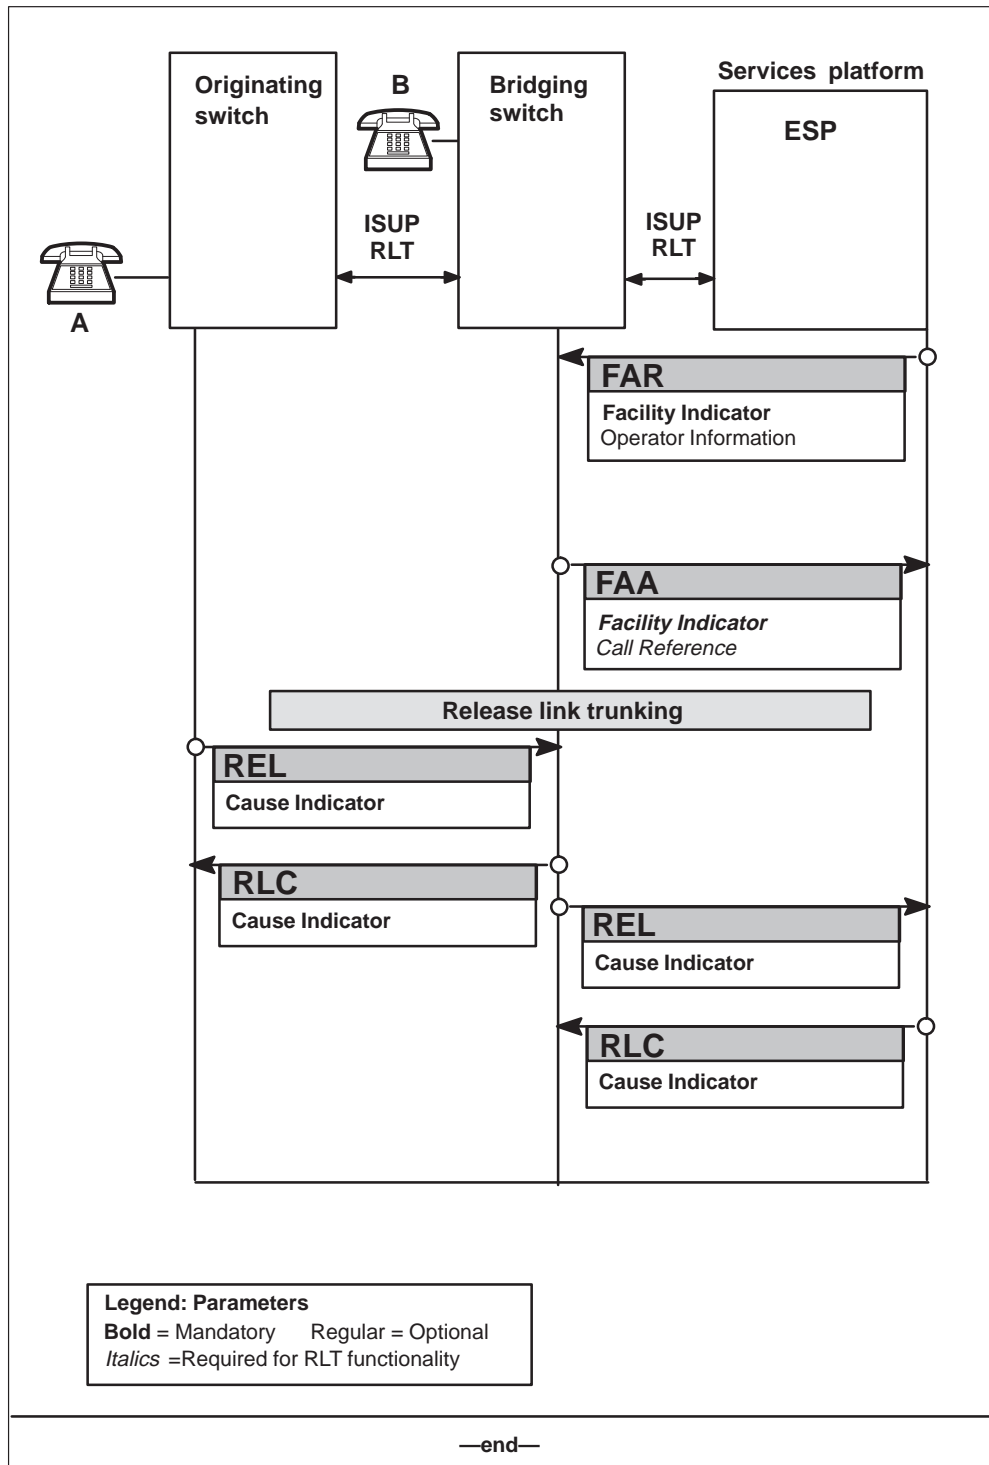 Originating
switch
B
Bridging
switch
Services platform
ESP
ISUP
RLT
ISUP
RLT
A
FAR
Facility Indicator
Operator Information
FAA
Facility Indicator
Call Reference
Release link trunking
REL
Cause Indicator
RLC
Cause Indicator
REL
Cause Indicator
RLC
Cause Indicator
Legend: Parameters
Bold = Mandatory Regular = Optional
Italics =Required for RLT functionality
—end—